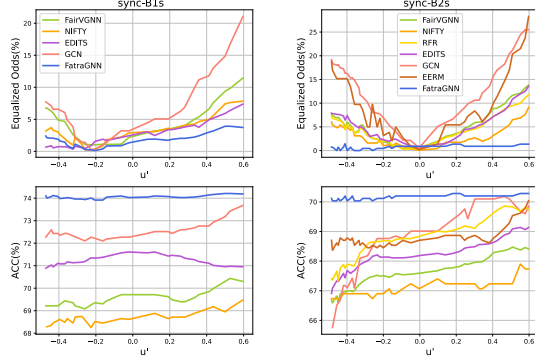 sync-B1s
Equalized Odds(%)
20
15
10
5
0
FairVGNN
NIFTY
EDITS
GCN
FatraGNN
−0.4
−0.2
0.0
0.2
0.4
0.6
u'
sync-B2s
Equalized Odds(%)
25
20
15
10
5
0
FairVGNN
NIFTY
RFR
EDITS
GCN
EERM
FatraGNN
−0.4
−0.2
0.0
0.2
0.4
0.6
u'
ACC(%)
74
73
72
71
70
69
68
−0.4
−0.2
0.0
0.2
0.4
0.6
u'
ACC(%)
70
69
68
67
66
−0.4
−0.2
0.0
0.2
0.4
0.6
u'